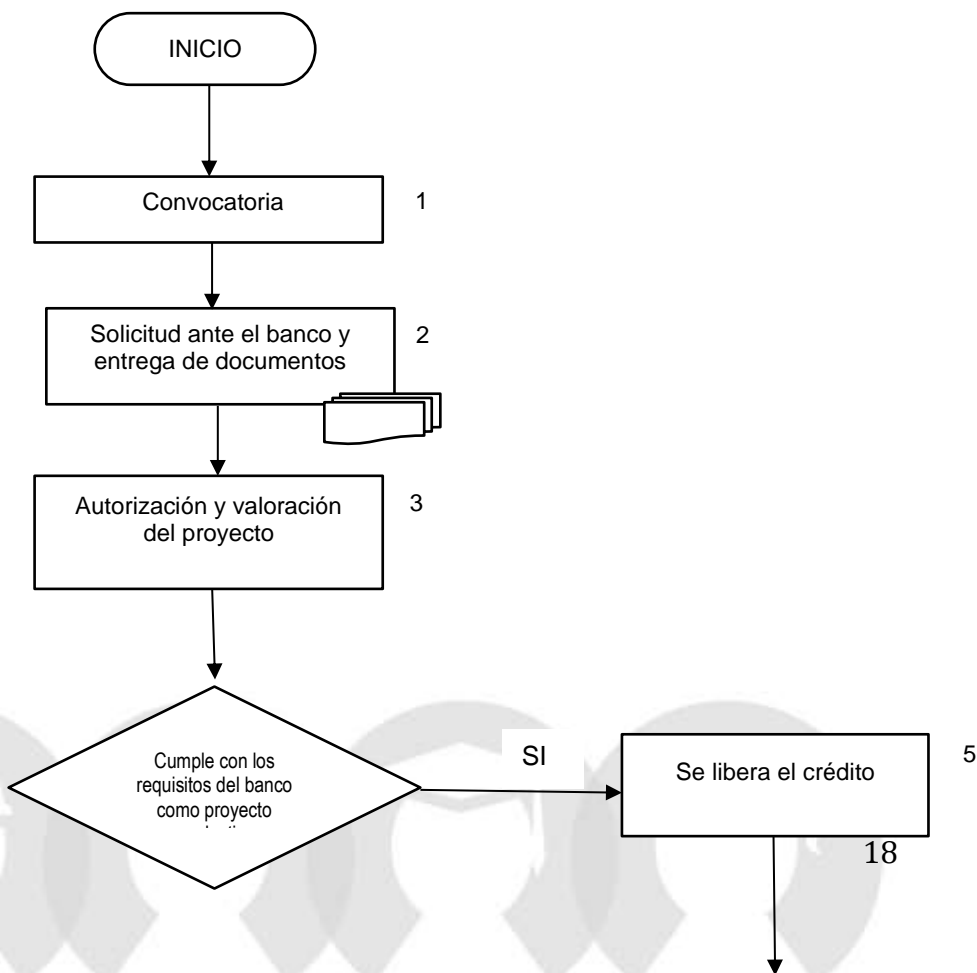 INICIO
Convocatoria
1
Solicitud ante el banco y
entrega de documentos
2
Autorización y valoración
del proyecto
3
Cumple con los
requisitos del banco
como proyecto
SI
Se libera el crédito
5
18